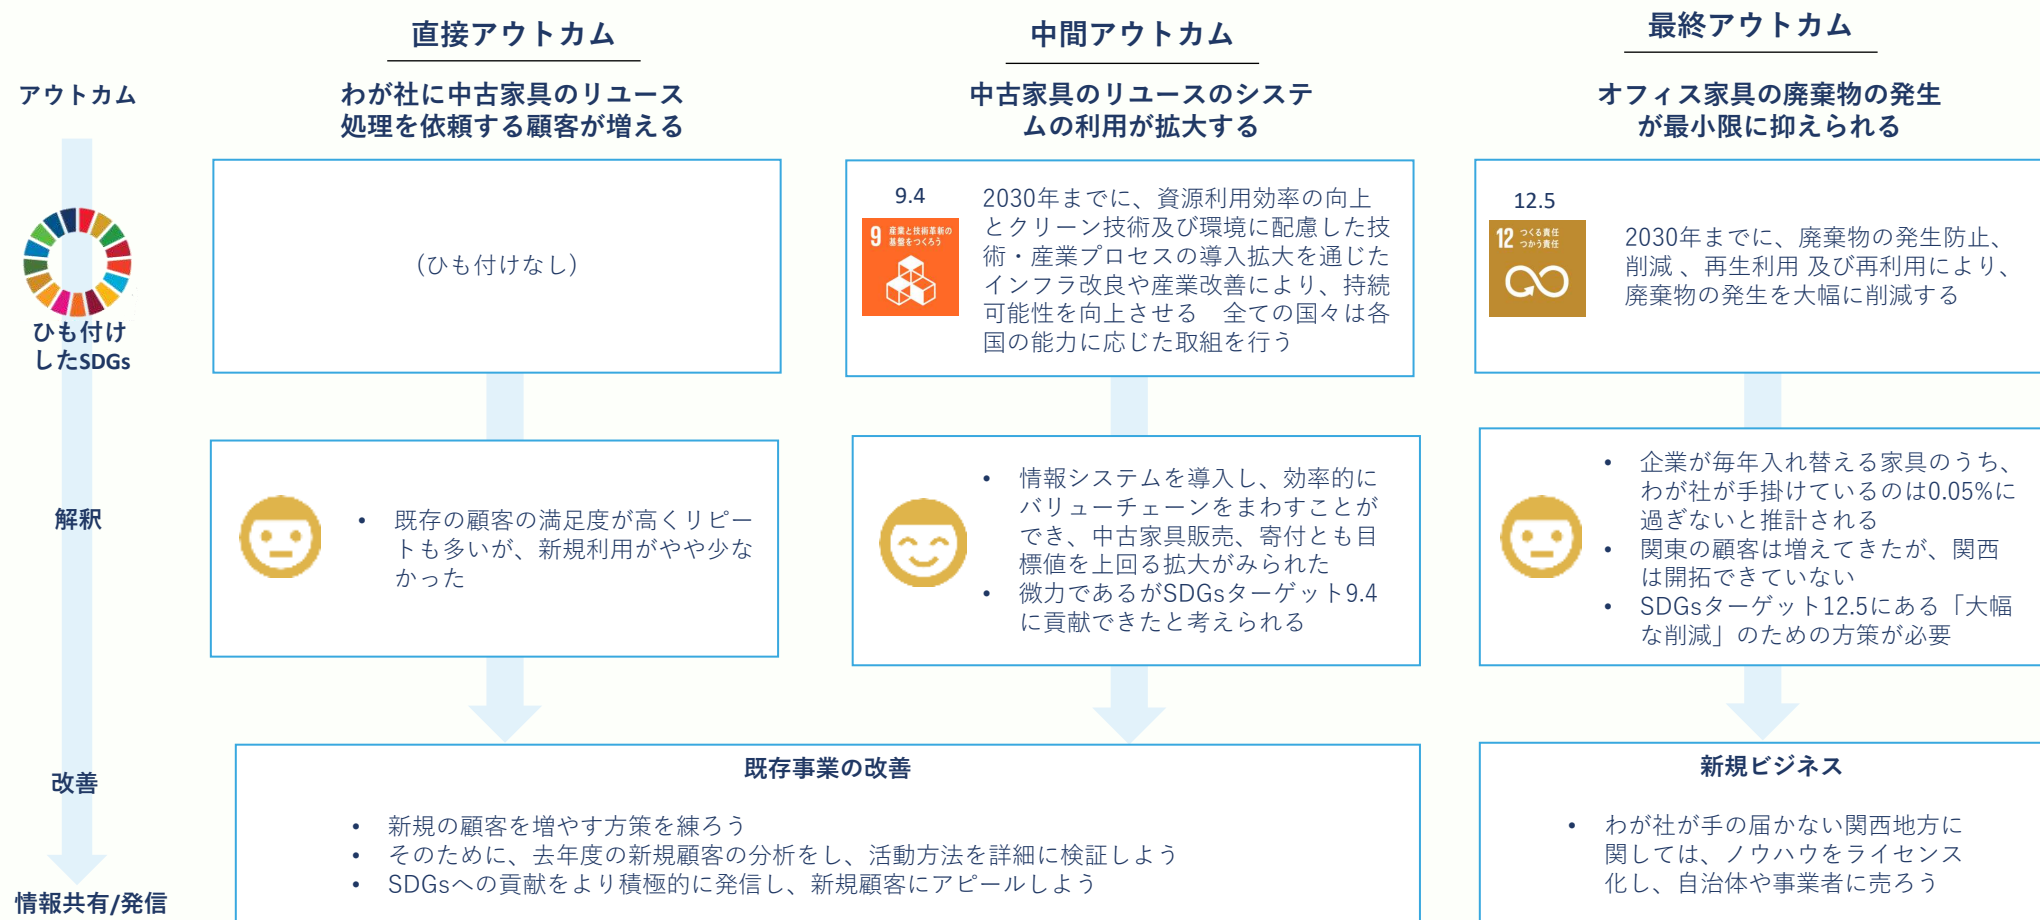 直接アウトカム
中間アウトカム
最終アウトカム
アウトカム
わが社に中古家具のリユース
処理を依頼する顧客が増える
中古家具のリユースのシステ
ムの利用が拡大する
オフィス家具の廃棄物の発生
が最小限に抑えられる
ひも付け
したSDGs
（ひも付けなし）
9.4
9 産業と技術革新の
基盤をつくろう
2030年までに、資源利用効率の向上
とクリーン技術及び環境に配慮した技
術・産業プロセスの導入拡大を通じた
インフラ改良や産業改善により、持続
可能性を向上させる　全ての国々は各
国の能力に応じた取組を行う
12.5
12 つくる責任
つかう責任
2030年までに、廃棄物の発生防止、
削減 、再生利用 及び再利用により、
廃棄物の発生を大幅に削減する
解釈
• 既存の顧客の満足度が高くリピー
トも多いが、新規利用がやや少な
かった
• 情報システムを導入し、効率的に
バリューチェーンをまわすことが
でき、中古家具販売、寄付とも目
標値を上回る拡大がみられた
• 微力であるがSDGsターゲット9.4
に貢献できたと考えられる
• 企業が毎年入れ替える家具のうち、
わが社が手掛けているのは0.05%に
過ぎないと推計される
• 関東の顧客は増えてきたが、関西
は開拓できていない
• SDGsターゲット12.5にある「大幅
な削減」のための方策が必要
改善
既存事業の改善
• 新規の顧客を増やす方策を練ろう
• そのために、去年度の新規顧客の分析をし、活動方法を詳細に検証しよう
• SDGsへの貢献をより積極的に発信し、新規顧客にアピールしよう
新規ビジネス
• わが社が手の届かない関西地方に
関しては、ノウハウをライセンス
化し、自治体や事業者に売ろう
情報共有/発信